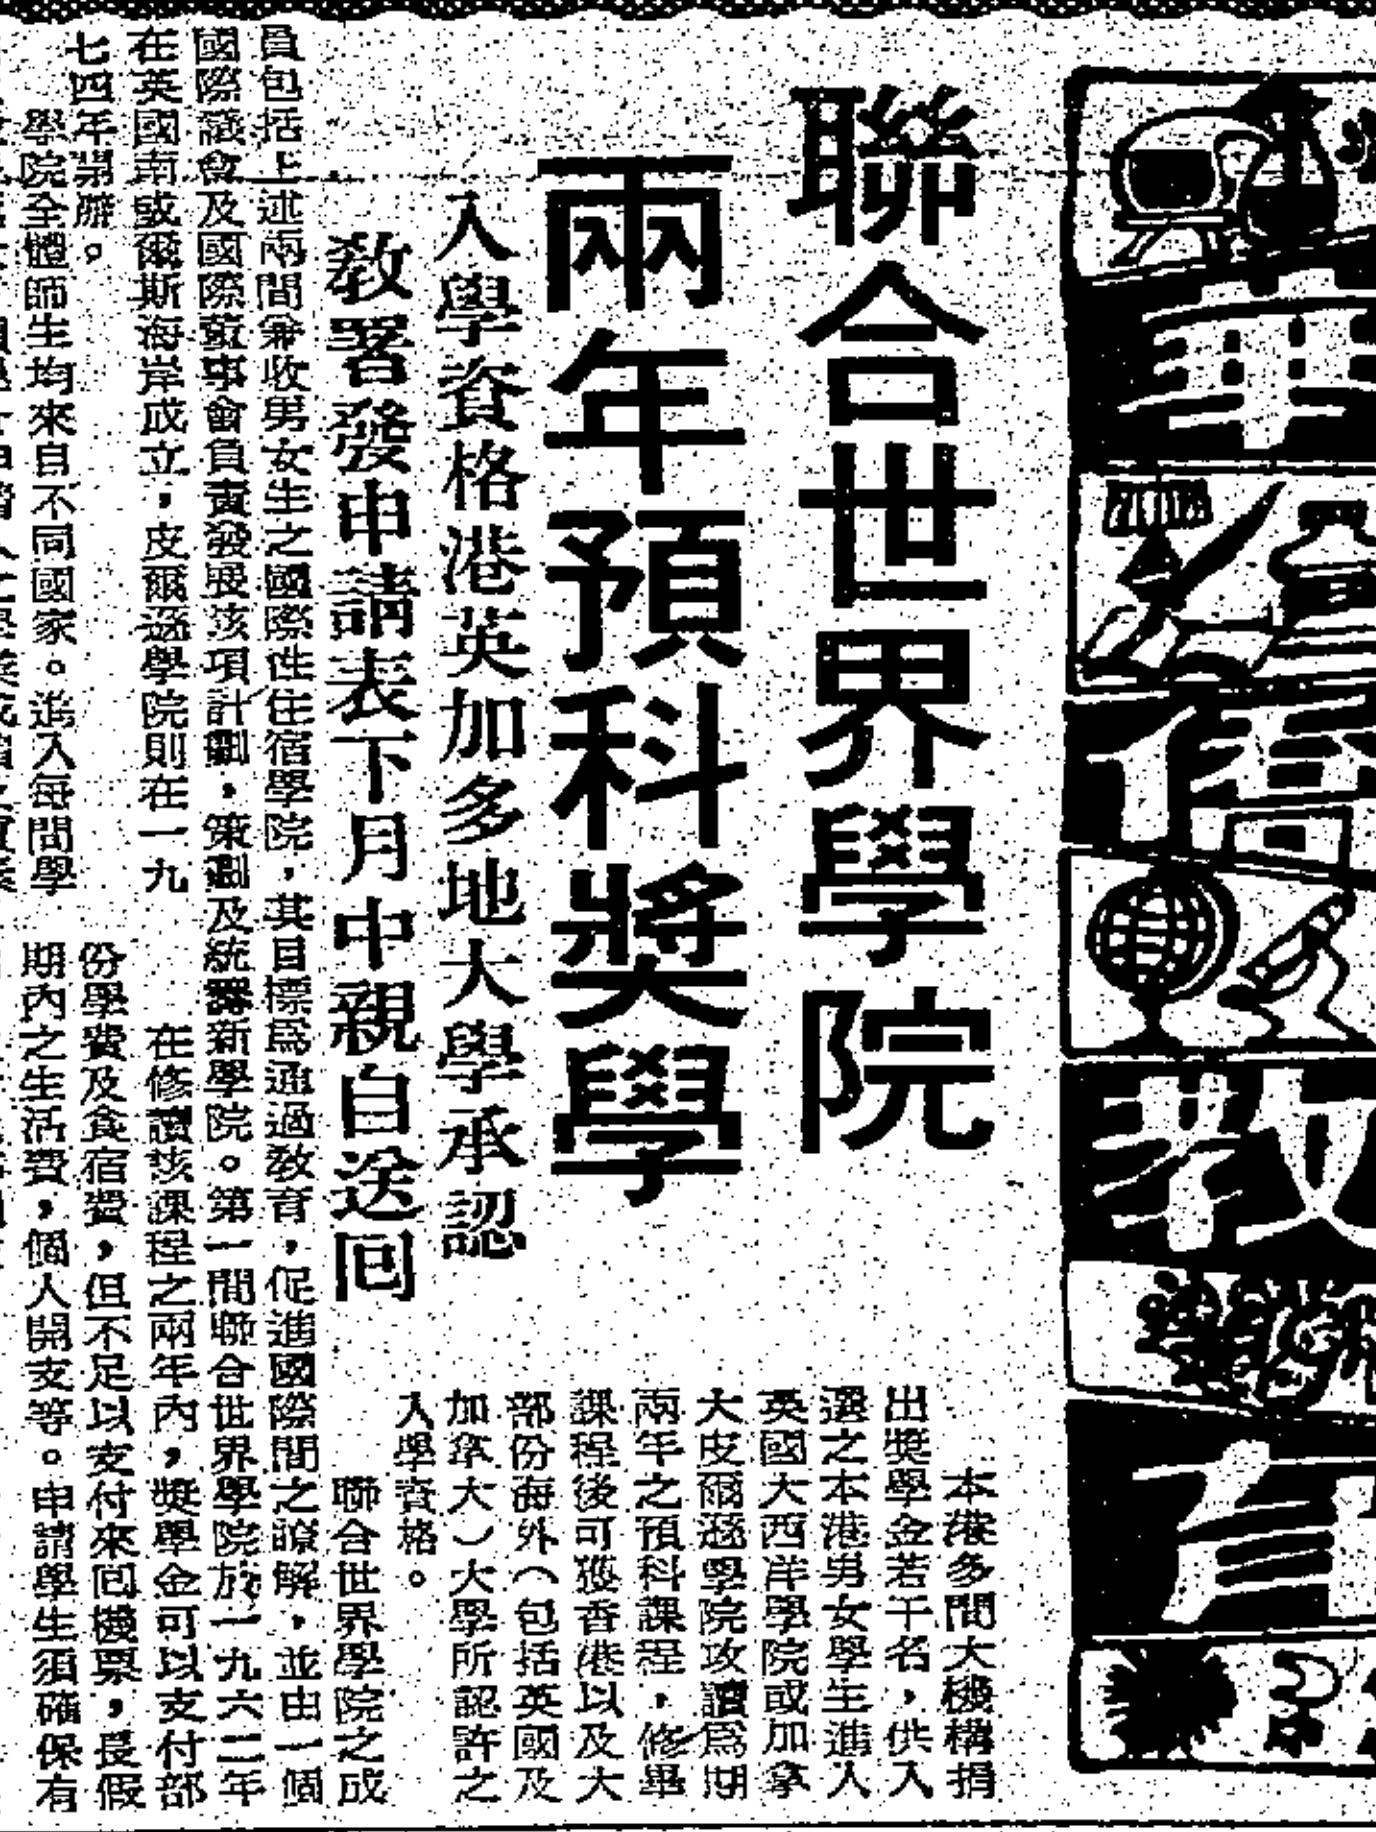 華僑教育
聯合世界學院
兩年預科獎學
入學資格港英加多地大學承認
教署發申請表下月中親自送回
本港多間大機構捐
出獎學金若干名，供入
選之本港男女學生進入
英國大西洋學院或加拿
大皮爾遜學院攻讀爲期
兩年之預科課程，修畢
課程後可獲香港以及大
部份海外（包括英國及
加拿大）大學所認許之
入學資格。
聯合世界學院之成
員包括上述兩間兼收男女生之國際性住宿學院，其目標爲通過敎育，促進國際間之諒解，並由一個
國際議會及國際董事會負責發展該項計劃，策劃及統籌新學院。第一間聯合世界學院於一九六二年
在英國南威爾斯海岸成立，皮爾遜學院則在一九
七四年開辦。
學院全體師生均來自不同國家。進入每間學
在修讀該課程之兩年內，獎學金可以支付部
份學費及食宿費，但不足以支付來回機票，長假
期內之生活費，個人開支等。申請學生須確保有